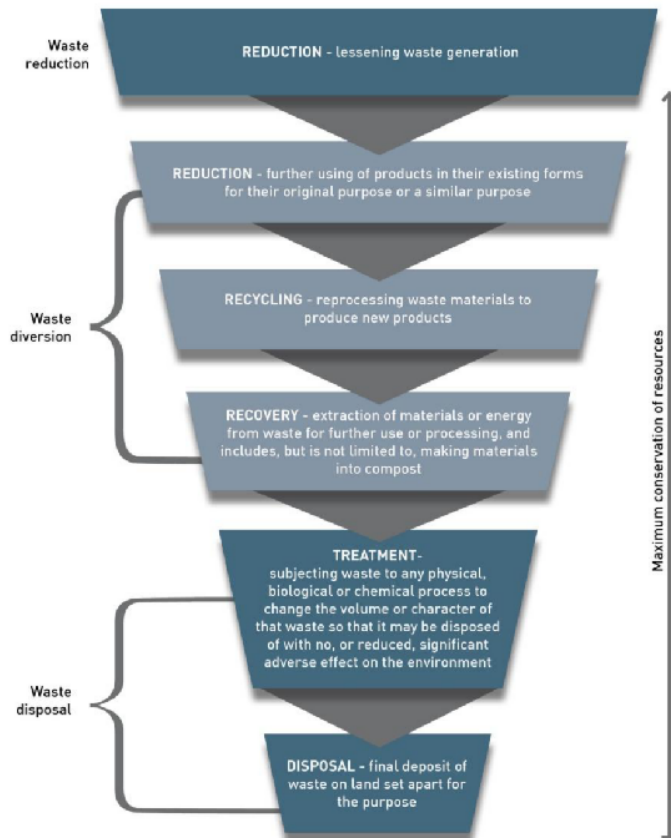 Waste
reduction
REDUCTION - lessening waste generation
REDUCTION - further using of products in their existing forms
for their original purpose or a similar purpose
Waste
diversion
RECYCLING - reprocessing waste materials to
produce new products
RECOVERY - extraction of materials or energy
from waste for further use or processing, and
includes, but is not limited to, making materials
into compost
Waste
disposal
TREATMENT-
subjecting waste to any physical,
biological or chemical process to
change the volume or character of
that waste so that it may be disposed
of with no, or reduced, significant
adverse effect on the environment
DISPOSAL - final deposit of
waste on land set apart for
the purpose
Maximum conservation of resources